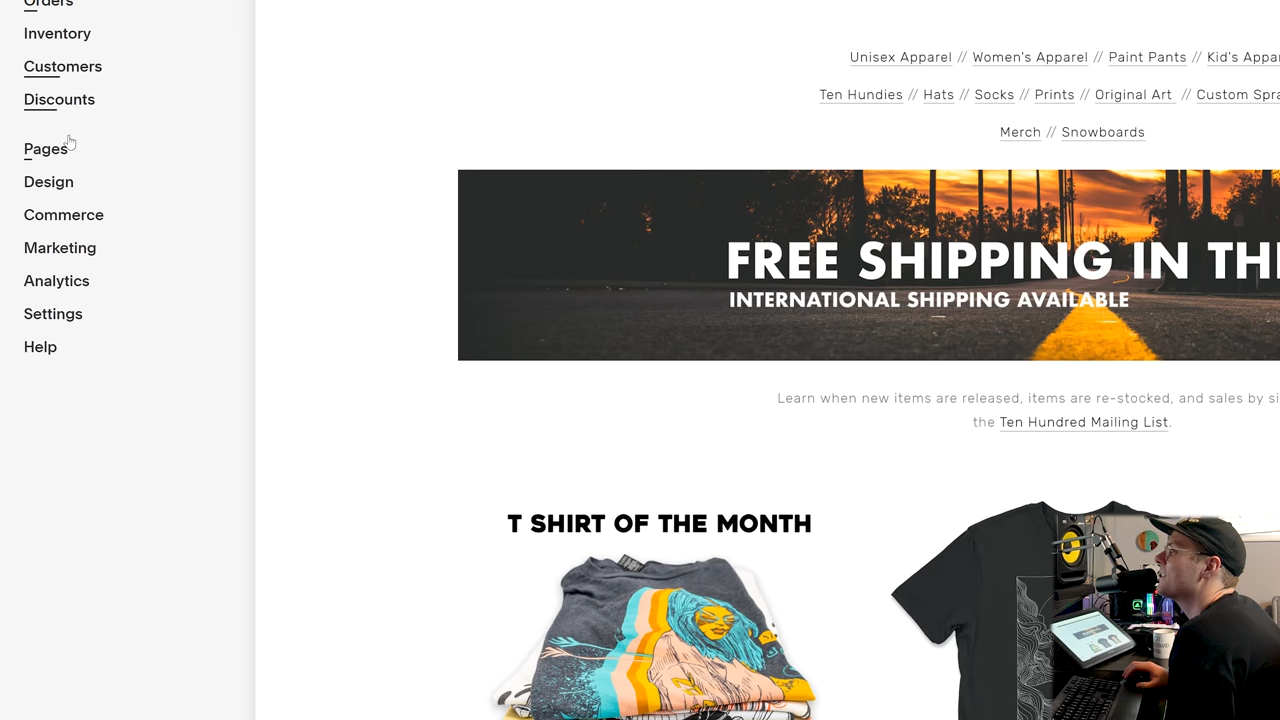 Orders
Inventory
Customers
Discounts
Pages
Design
Commerce
Marketing
Analytics
Settings
Help
Unisex Apparel // Women's Apparel // Paint Pants // Kid's Appar
Ten Hundies // Hats // Socks // Prints // Original Art // Custom Spra
Merch // Snowboards
FREE SHIPPING IN THE
INTERNATIONAL SHIPPING AVAILABLE
Learn when new items are released, items are re-stocked, and sales by si
the Ten Hundred Mailing List.
T SHIRT OF THE MONTH